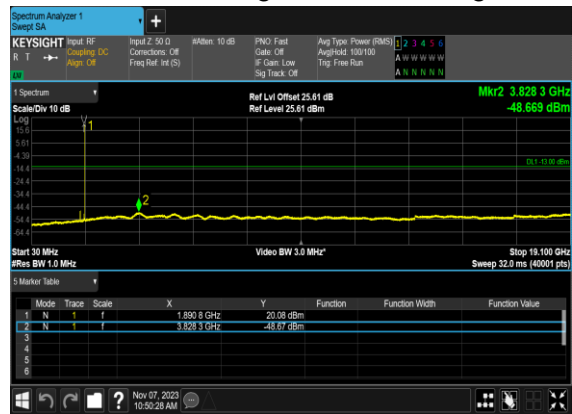 Spectrum Analyzer 1
Swept SA
+
KEYSIGHT Input: RF Input Z: 50 Ω #Atten: 10 dB PNO: Fast Avg Type: Power (RMS) 1 2 3 4 5 6
R T Coupling: DC Corrections: Off Gate: Off Avg|Hold: 100/100 A W W W W W
Align: Off Freq Ref: Int (S) IF Gain: Low Trig: Free Run
Sig Track: Off A N N N N N
1 Spectrum Ref Lvl Offset 25.61 dB Mkr2 3.828 3 GHz
Scale/Div 10 dB Ref Level 25.61 dBm -48.669 dBm
Log
15.6
1
5.61
-4.39
DL1 -13.00 dBm
-14.4
-24.4
-34.4
-44.4
2
-54.4
-64.4
Start 30 MHz Video BW 3.0 MHz* Stop 19.100 GHz
#Res BW 1.0 MHz Sweep 32.0 ms (40001 pts)
5 Marker Table
Mode Trace Scale X Y Function Function Width Function Value
1 N 1 f 1.890 8 GHz 20.08 dBm
2 N 1 f 3.828 3 GHz -48.67 dBm
3
4
5
6
? Nov 07, 2023
10:50:28 AM